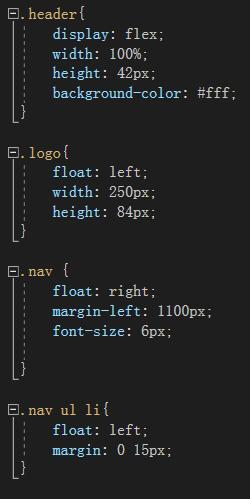 .header{
display: flex;
width: 100%;
height: 42px;
background-color: #fff;
}
.logo{
float: left;
width: 250px;
height: 84px;
}
.nav {
float: right;
margin-left: 1100px;
font-size: 6px;
}
.nav ul li{
float: left;
margin: 0 15px;
}